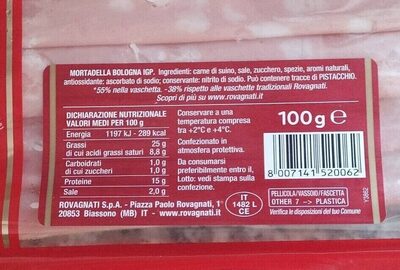 MORTADELLA BOLOGNA IGP. Ingredienti: carne di suino, sale, zucchero, spezie, aromi naturali,
antiossidante: ascorbato di sodio; conservante: nitrito di sodio. Può contenere tracce di PISTACCHIO.
*55% nella vaschetta. -38% rispetto alle vaschette tradizionali Rovagnati.
Scopri di più su www.rovagnati.it
DICHIARAZIONE NUTRIZIONALE
VALORI MEDI PER 100 g
Energia 1197 kJ - 289 kcal
Grassi 25 g
di cui acidi grassi saturi 8,8 g
Carboidrati 1,0 g
di cui zuccheri 1,0 g
Proteine 15 g
Sale 2,0 g
Conservare a una
temperatura compresa
tra +2°C e +4°C.
Confezionato in
atmosfera protettiva.
Da consumarsi
preferibilmente entro il,
Lotto: vedi stampa sulla
confezione.
100 g e
8 007141 520062
ROVAGNATI S.p.A. - Piazza Paolo Rovagnati, 1
20853 Biassono (MB) IT - www.rovagnati.it
IT
1482 L
CE
PELLICOLA/VASSOIO/FASCETTA
OTHER 7 -> PLASTICA
Verifica le disposizioni del tuo Comune